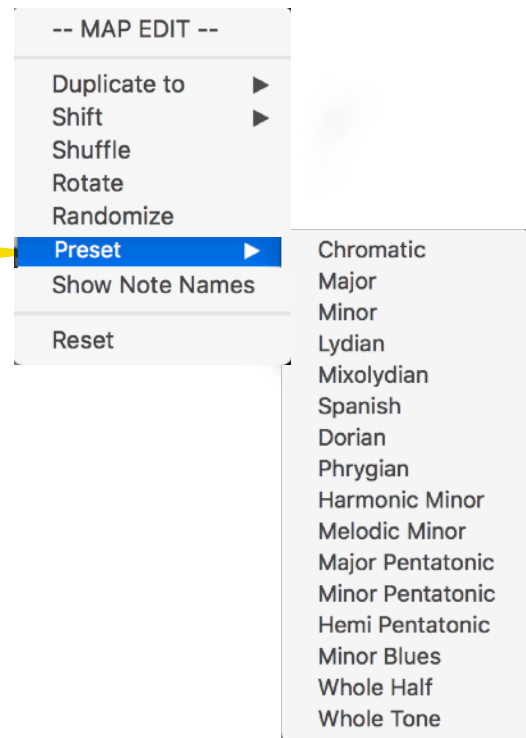 -- MAP EDIT --
Duplicate to
Shift
Shuffle
Rotate
Randomize
Preset
Show Note Names
Reset
Chromatic
Major
Minor
Lydian
Mixolydian
Spanish
Dorian
Phrygian
Harmonic Minor
Melodic Minor
Major Pentatonic
Minor Pentatonic
Hemi Pentatonic
Minor Blues
Whole Half
Whole Tone